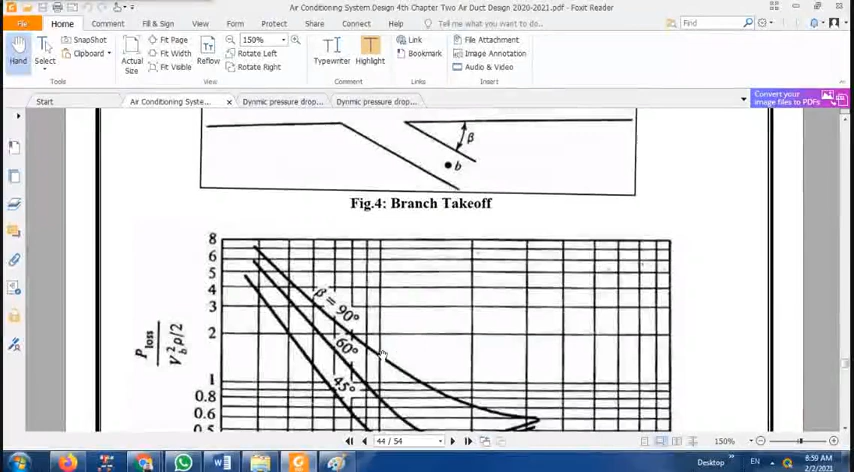 Air Conditioning System Design 4th Chapter Two Air Duct Design 2020-2021.pdf - Foxit Reader
File Home Comment Fill & Sign View Form Protect Share Connect Help Tell me what you want to do... Find
SnapShot
Clipboard
Hand Select
Actual Size
Fit Page
Fit Width
Fit Visible
Reflow
150%
Rotate Left
Rotate Right
Typewriter Highlight
Link
Bookmark
File Attachment
Image Annotation
Audio & Video
Tools View Comment Links Insert
Start Air Conditioning Syste... Dynmic pressure drop... Dynmic pressure drop...
Convert your image files to PDFs
β
b
Fig.4: Branch Takeoff
8
6
5
4
3
2
1
0.8
0.6
0.5
P loss
V b 2 ρ/2
β = 90°
60°
45°
44 / 54 150%
Desktop EN 8:59 AM
2/2/2021